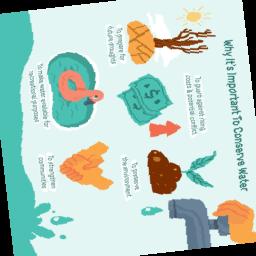 Why It's Important To Conserve Water
To prepare for
future droughts
To guard against rising
costs & potential conflict
To preserve
the environment
To make water available for
recreational purposes
To strengthen
communities